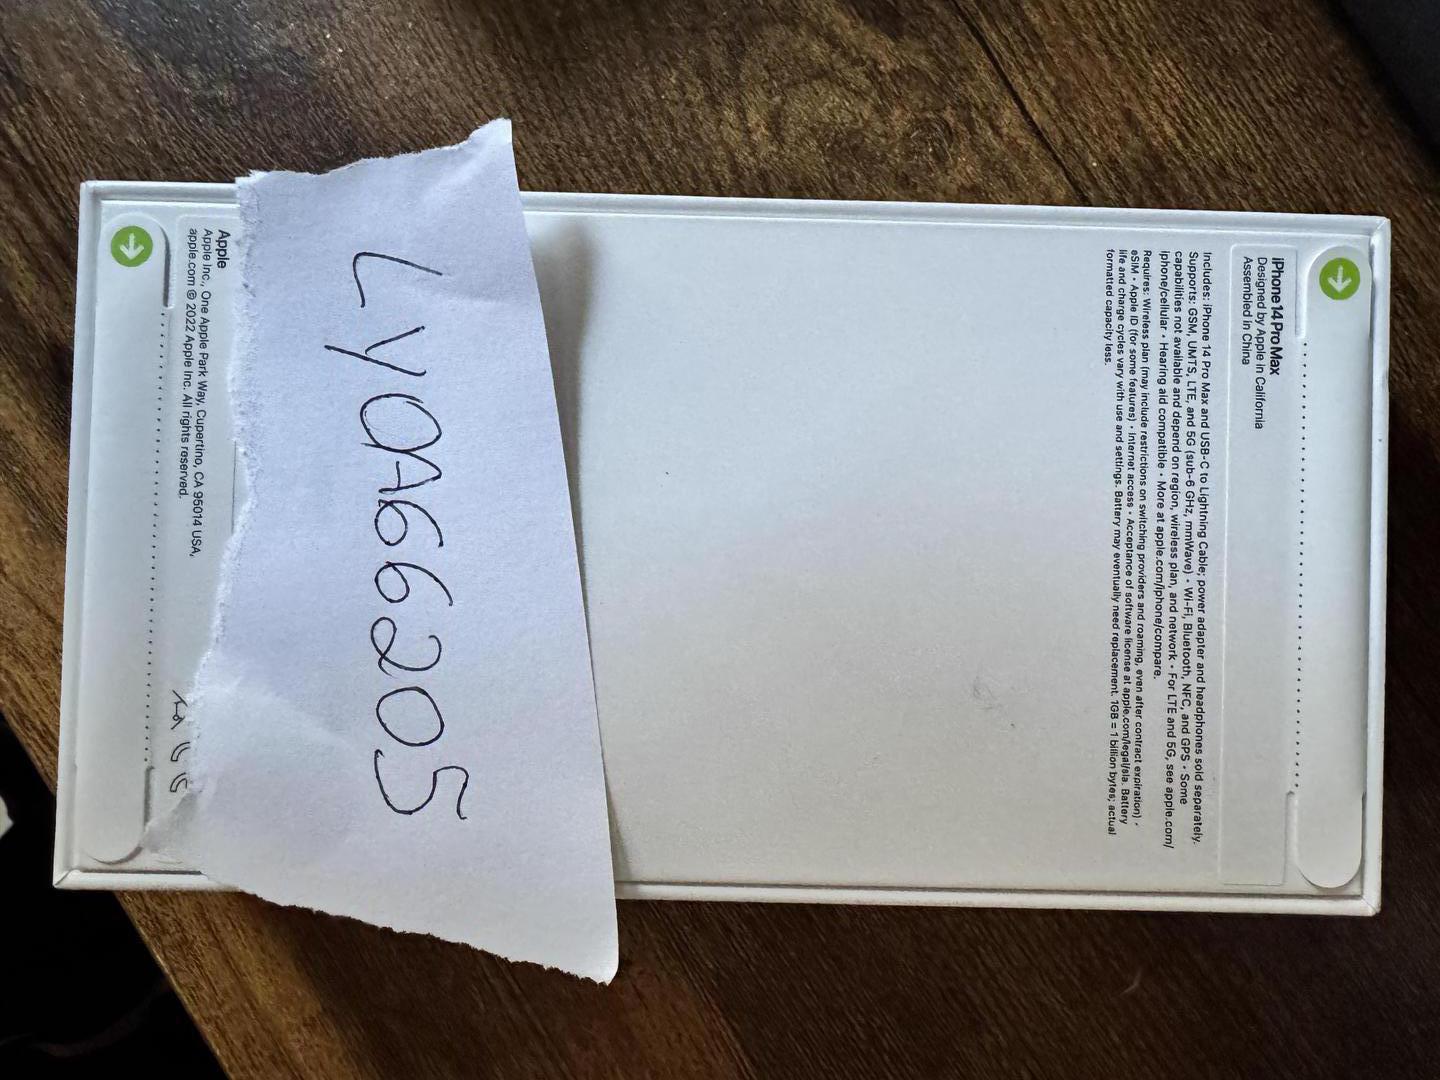 iPhone 14 Pro Max
Designed by Apple in California
Assembled in China
Includes: iPhone 14 Pro Max and USB-C to Lightning Cable; power adapter and headphones sold separately.
Supports: GSM, UMTS, LTE, and 5G (sub-6 GHz, mmWave) • Wi-Fi, Bluetooth, NFC, and GPS • Some
capabilities not available and depend on region, wireless plan, and network • For LTE and 5G, see apple.com/
iphone/cellular • Hearing aid compatible • More at apple.com/iphone/compare.
Requires: Wireless plan (may include restrictions on switching providers and roaming, even after contract expiration) •
eSIM • Apple ID (for some features) • Internet access • Acceptance of software license at apple.com/legal/sla. Battery
life and charge cycles vary with use and settings. Battery may eventually need replacement. 1GB = 1 billion bytes; actual
formatted capacity less.
LYOA66205
Apple
Apple Inc., One Apple Park Way, Cupertino, CA 95014 USA,
apple.com © 2022 Apple Inc. All rights reserved.